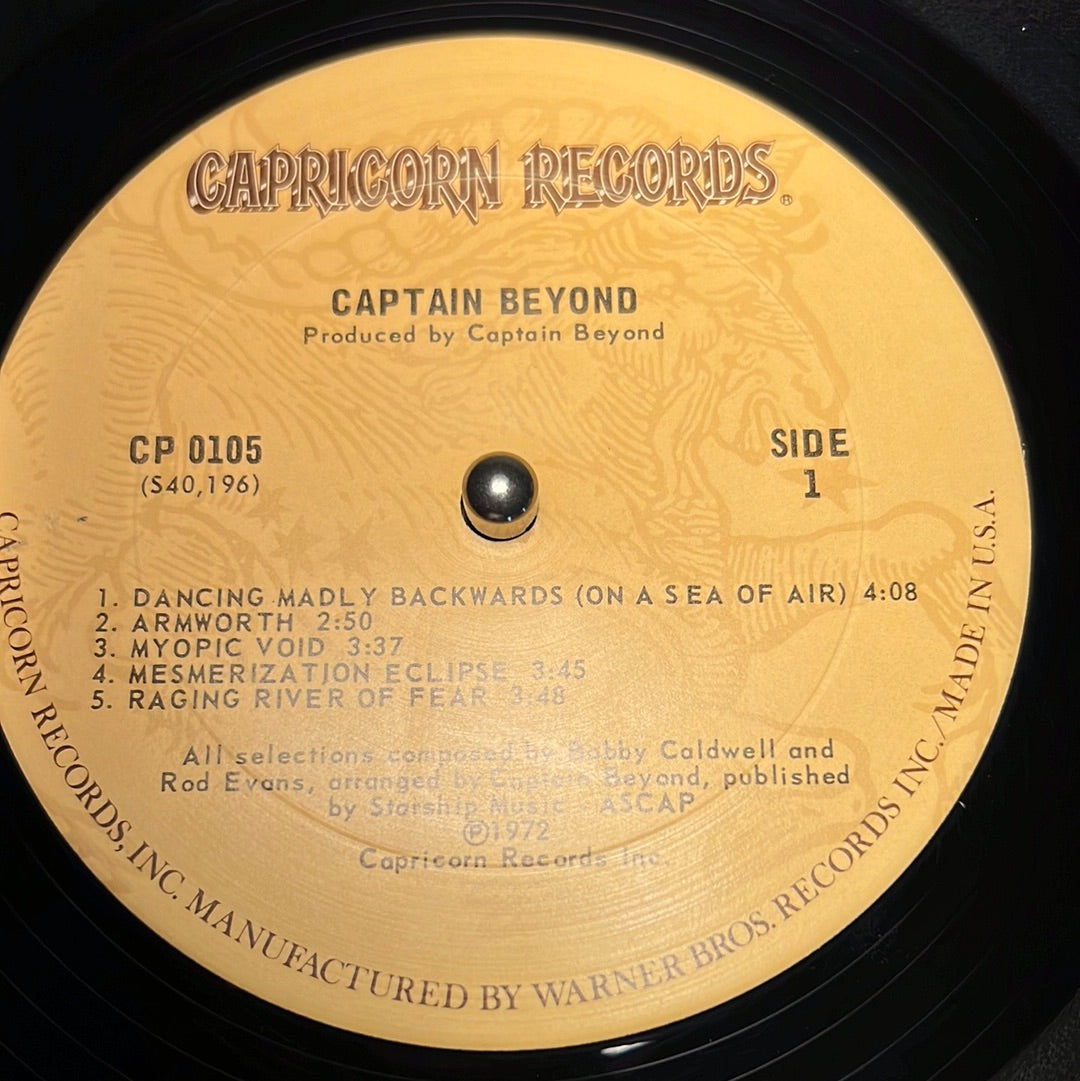 CAPRICORN RECORDS®
CAPTAIN BEYOND
Produced by Captain Beyond
CP 0105
(S40,196)
SIDE
1
1. DANCING MADLY BACKWARDS (ON A SEA OF AIR) 4:08
2. ARMWORTH 2:50
3. MYOPIC VOID 3:37
4. MESMERIZATION ECLIPSE 3:45
5. RAGING RIVER OF FEAR 3:48
All selections composed by Bobby Caldwell and
Rod Evans, arranged by Captain Beyond, published
by Starship Music - ASCAP
℗1972
Capricorn Records Inc.
CAPRICORN RECORDS, INC. MANUFACTURED BY WARNER BROS. RECORDS INC./MADE IN U.S.A.